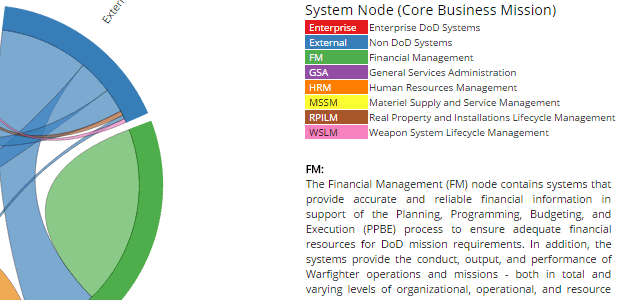 Extern
System Node (Core Business Mission)
Enterprise Enterprise DoD Systems
External Non DoD Systems
FM Financial Management
GSA General Services Administration
HRM Human Resources Management
MSSM Materiel Supply and Service Management
RPILM Real Property and Installations Lifecycle Management
WSLM Weapon System Lifecycle Management
FM:
The Financial Management (FM) node contains systems that
provide accurate and reliable financial information in
support of the Planning, Programming, Budgeting, and
Execution (PPBE) process to ensure adequate financial
resources for DoD mission requirements. In addition, the
systems provide the conduct, output, and performance of
Warfighter operations and missions - both in total and
varying levels of organizational, operational, and resource